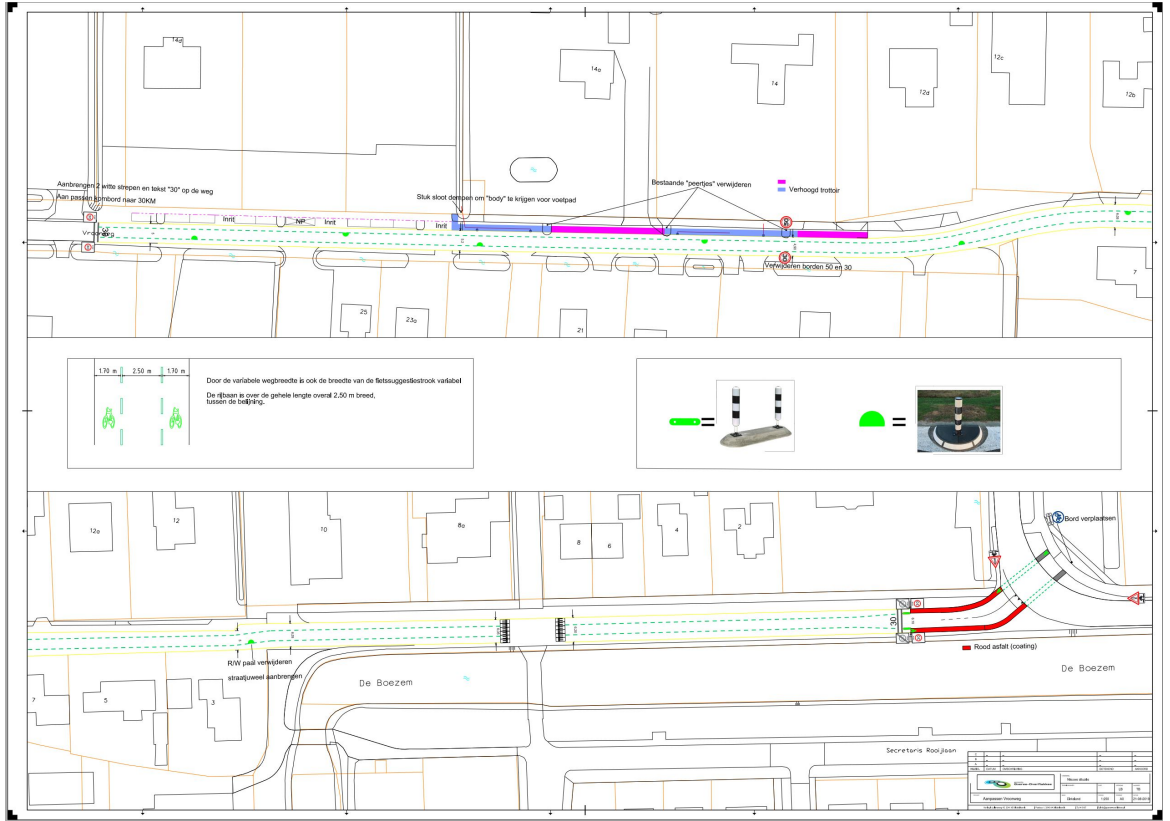 14d
14a
14
12c
12d
12b
Bestaande "peertjes" verwijderen
Aanbrengen 2 witte strepen en tekst "30" op de weg
Verhoogd trottoir
Aan passen kombord naar 30KM
Stuk sloot dempen om "body" te krijgen voor voetpad
Inrit
NP
Inrit
Inrit
Verwijderen borden 50 en 30
7
25
23a
21
1.70 m
2.50 m
1.70 m
Door de variabele wegbreedte is ook de breedte van de fietssuggestiestrook variabel
De rijbaan is over de gehele lengte overal 2.50 m breed,
tussen de belijning.
=
=
12a
12
10
8a
8
6
4
2
Bord verplaatsen
30
Rood asfalt (coating)
R/W paal verwijderen
straatjuweel aanbrengen
De Boezem
De Boezem
7
5
3
Secretaris Rooijlaan
Nieuwe situatie
Aanpassen Vroonweg